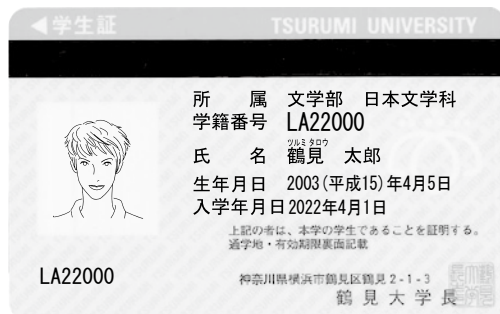 ◀学生証 TSURUMI UNIVERSITY
所 属 文学部 日本文学科
学籍番号 LA22000
ツルミ タロウ
氏 名 鶴見 太郎
生年月日 2003(平成15)年4月5日
入学年月日 2022年4月1日
上記の者は、本学の学生であることを証明する。
通学地・有効期限裏面記載
LA22000
神奈川県横浜市鶴見区鶴見2-1-3
鶴見大学長